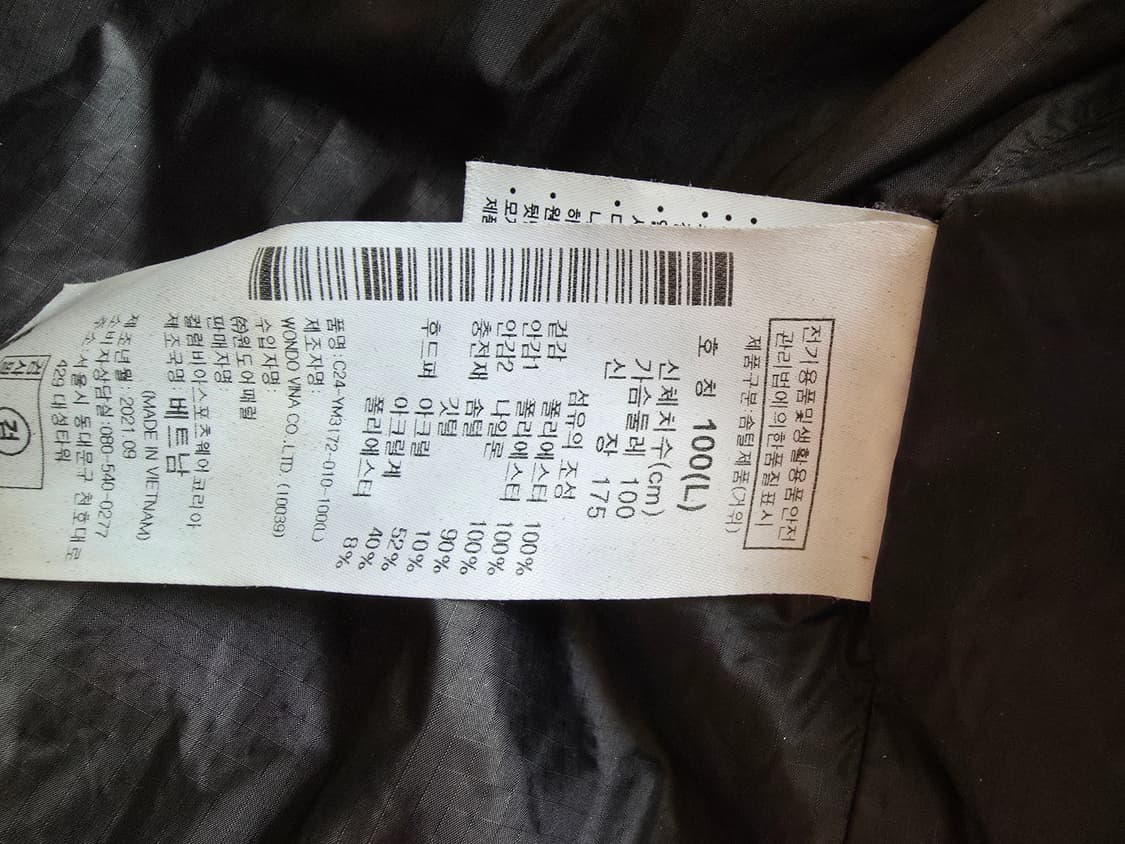 전기용품및생활용품안전
관리법에의한품질표시
제품구분:솜털제품(거위)
호 칭 100(L)
신체치수(cm)
가슴둘레 100
신 장 175
섬유의 조성
겉감 폴리에스터 100%
안감1 폴리에스터 100%
안감2 나일론 100%
충전재 솜털 90%
깃털 10%
후드퍼 아크릴 52%
아크릴계 40%
폴리에스터 8%
품명:C24-YM3172-010-100(L)
제조자명:
WONDO VINA CO.,LTD. (10039)
수입자명:
㈜원도어패럴
판매자명:
컬럼비아스포츠웨어코리아
제조국명 베트남
(MADE IN VIETNAM)
제조년월:2021.09
소비자상담실:080-540-0277
주소:서울시 동대문구 천호대로
429 대성타워
검